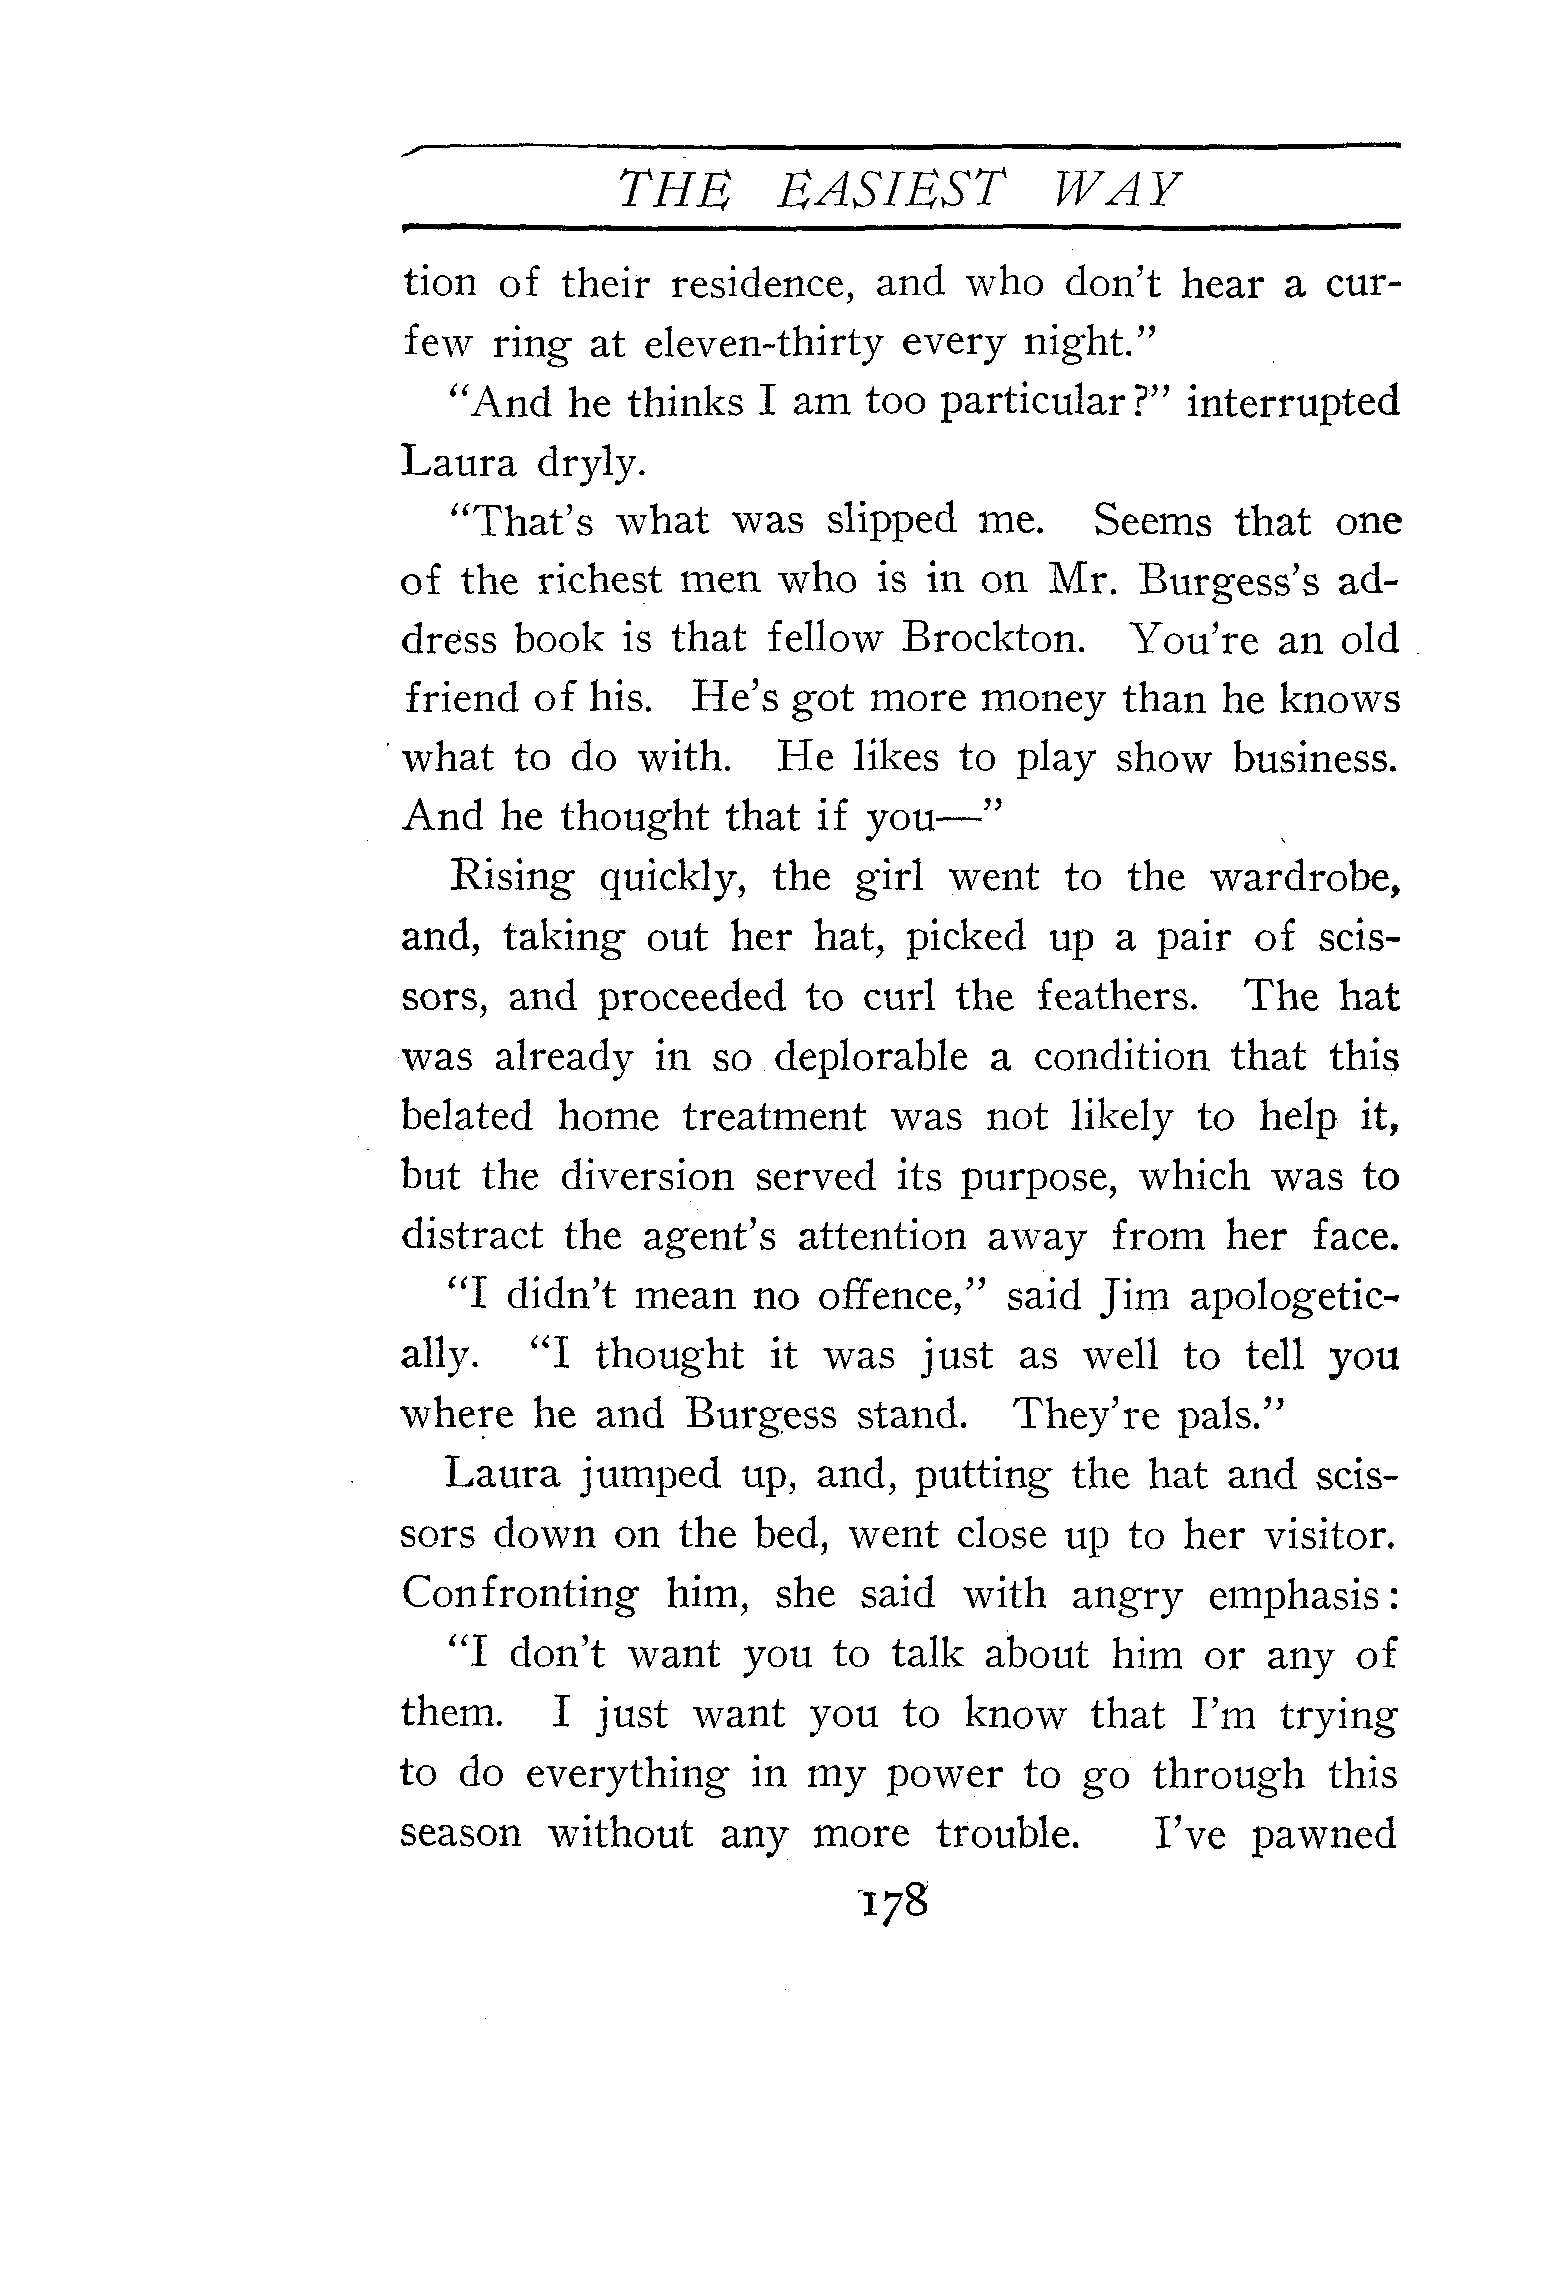 THE EASIEST WAY
tion of their residence, and who don't hear a cur-
few ring at eleven-thirty every night."
"And he thinks I am too particular?" interrupted
Laura dryly.
"That's what was slipped me. Seems that one
of the richest men who is in on Mr. Burgess's ad-
dress book is that fellow Brockton. You're an old
friend of his. He's got more money than he knows
what to do with. He likes to play show business.
And he thought that if you—"
Rising quickly, the girl went to the wardrobe,
and, taking out her hat, picked up a pair of scis-
sors, and proceeded to curl the feathers. The hat
was already in so deplorable a condition that this
belated home treatment was not likely to help it,
but the diversion served its purpose, which was to
distract the agent's attention away from her face.
"I didn't mean no offence," said Jim apologetic-
ally. "I thought it was just as well to tell you
where he and Burgess stand. They're pals."
Laura jumped up, and, putting the hat and scis-
sors down on the bed, went close up to her visitor.
Confronting him, she said with angry emphasis:
"I don't want you to talk about him or any of
them. I just want you to know that I'm trying
to do everything in my power to go through this
season without any more trouble. I've pawned
178